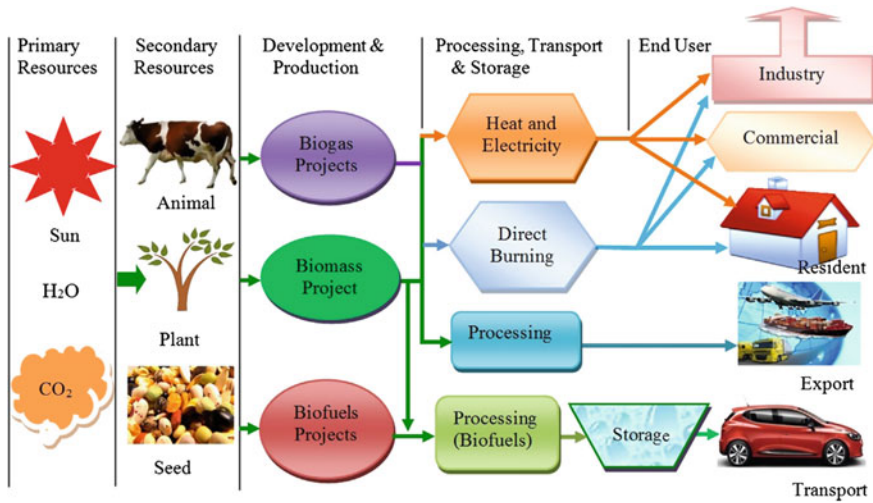 Primary
Resources
Secondary
Resources
Development &
Production
Processing, Transport
& Storage
End User
Sun
H₂O
CO₂
Animal
Plant
Seed
Biogas
Projects
Biomass
Project
Biofuels
Projects
Heat and
Electricity
Direct
Burning
Processing
Processing
(Biofuels)
Storage
Industry
Commercial
Resident
Export
Transport